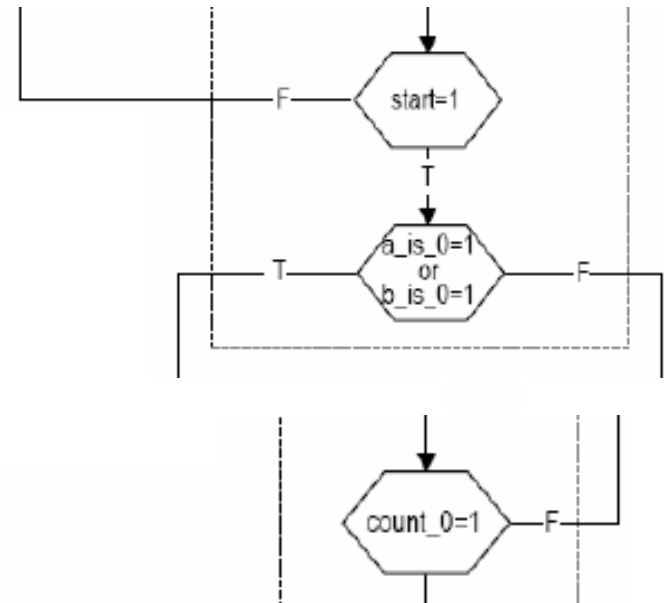 F
start=1
T
a_is_0=1
T
or
F
b_is_0=1
count_0=1
F